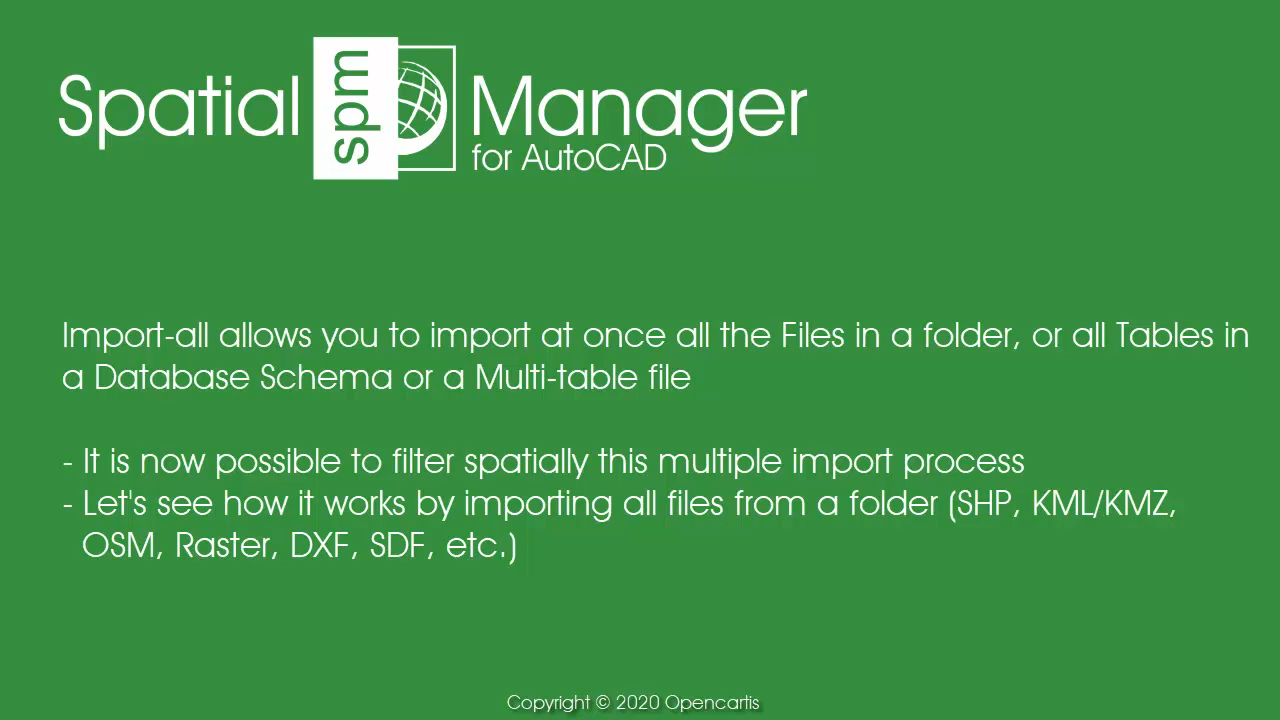 Spatial spm Manager
for AutoCAD
Import-all allows you to import at once all the Files in a folder, or all Tables in
a Database Schema or a Multi-table file
- It is now possible to filter spatially this multiple import process
- Let's see how it works by importing all files from a folder (SHP, KML/KMZ,
OSM, Raster, DXF, SDF, etc.)
Copyright © 2020 Opencartis